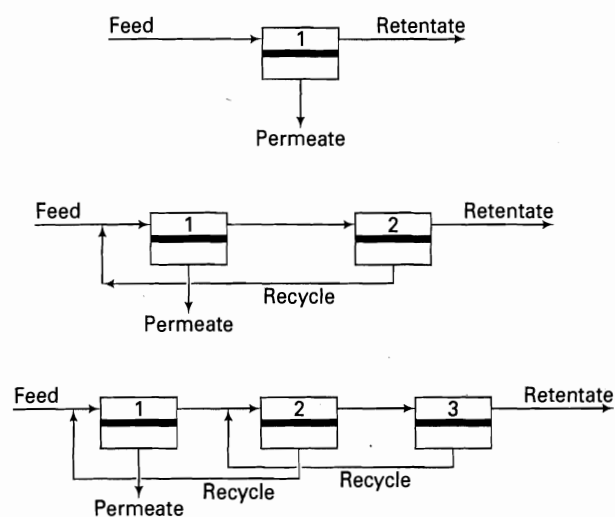 Feed
1
Retentate
Permeate
Feed
1
2
Retentate
Recycle
Permeate
Feed
1
2
3
Retentate
Recycle
Recycle
Permeate